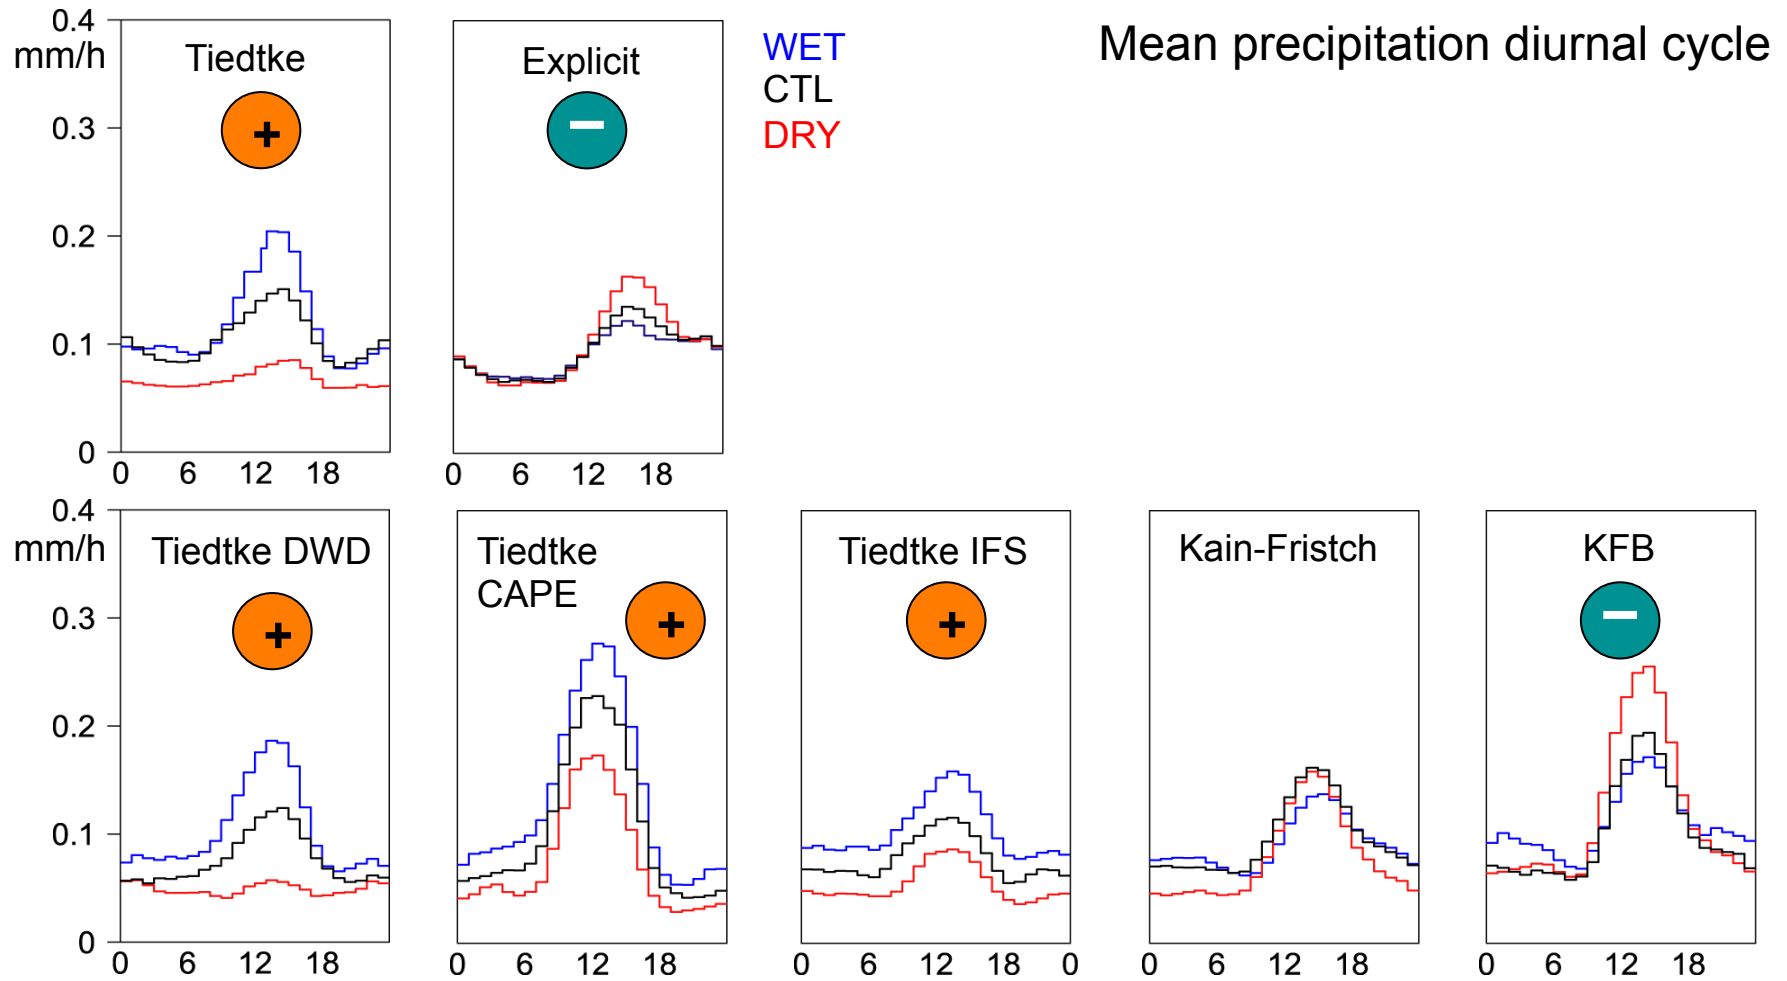 Mean precipitation diurnal cycle
WET
CTL
DRY
0.4
mm/h
0.3
0.2
0.1
0
Tiedtke
+
0 6 12 18
Explicit
−
0 6 12 18
0.4
mm/h
0.3
0.2
0.1
0
Tiedtke DWD
+
0 6 12 18
Tiedtke
CAPE
+
0 6 12 18
Tiedtke IFS
+
0 6 12 18 0
Kain-Fristch
0 6 12 18
KFB
−
0 6 12 18